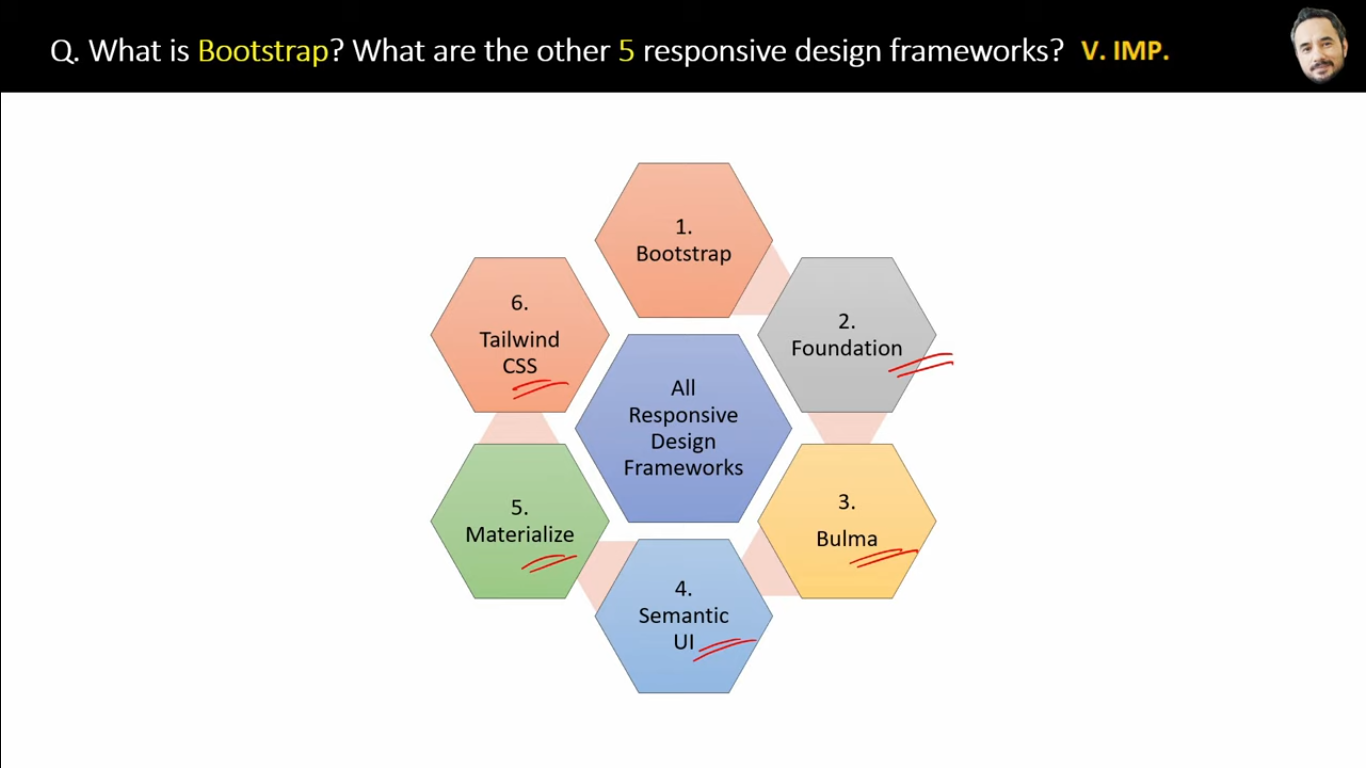 Q. What is Bootstrap? What are the other 5 responsive design frameworks? V. IMP.
1.
Bootstrap
2.
Foundation
3.
Bulma
4.
Semantic
UI
5.
Materialize
6.
Tailwind
CSS
All
Responsive
Design
Frameworks